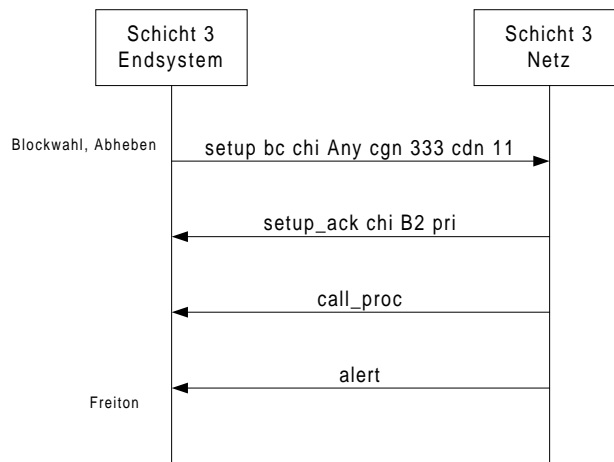 Schicht 3
Endsystem
Schicht 3
Netz
Blockwahl, Abheben
setup bc chi Any cgn 333 cdn 11
setup_ack chi B2 pri
call_proc
alert
Freiton